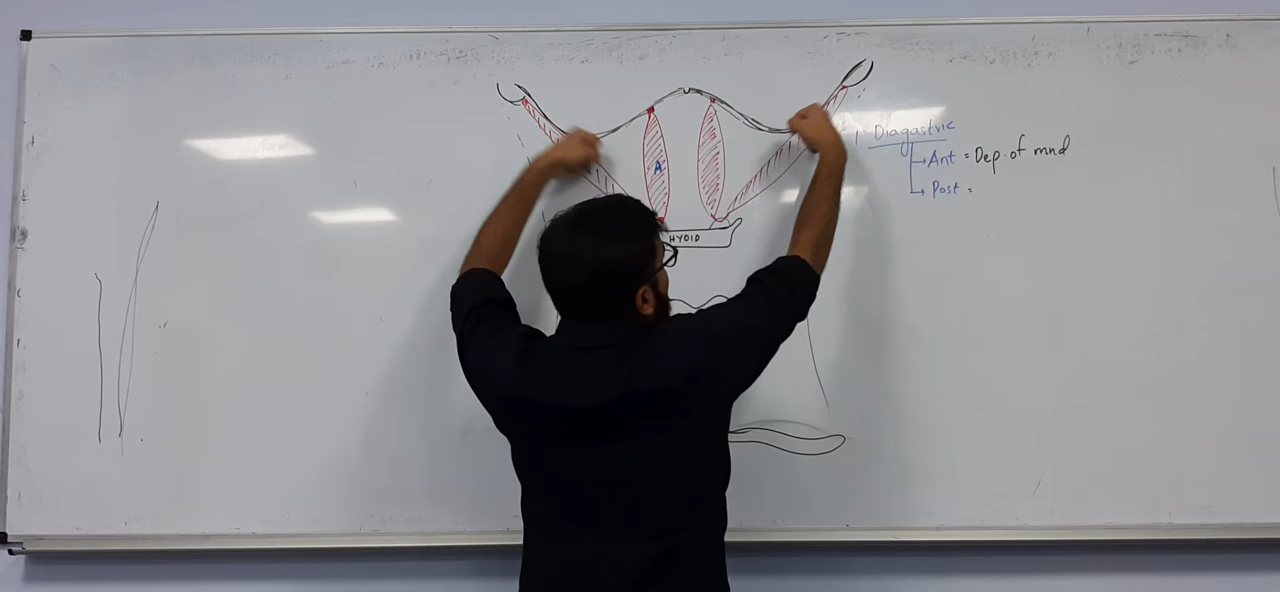 1. Diagastric
Ant = Dep. of mnd
Post =
A
HYOID